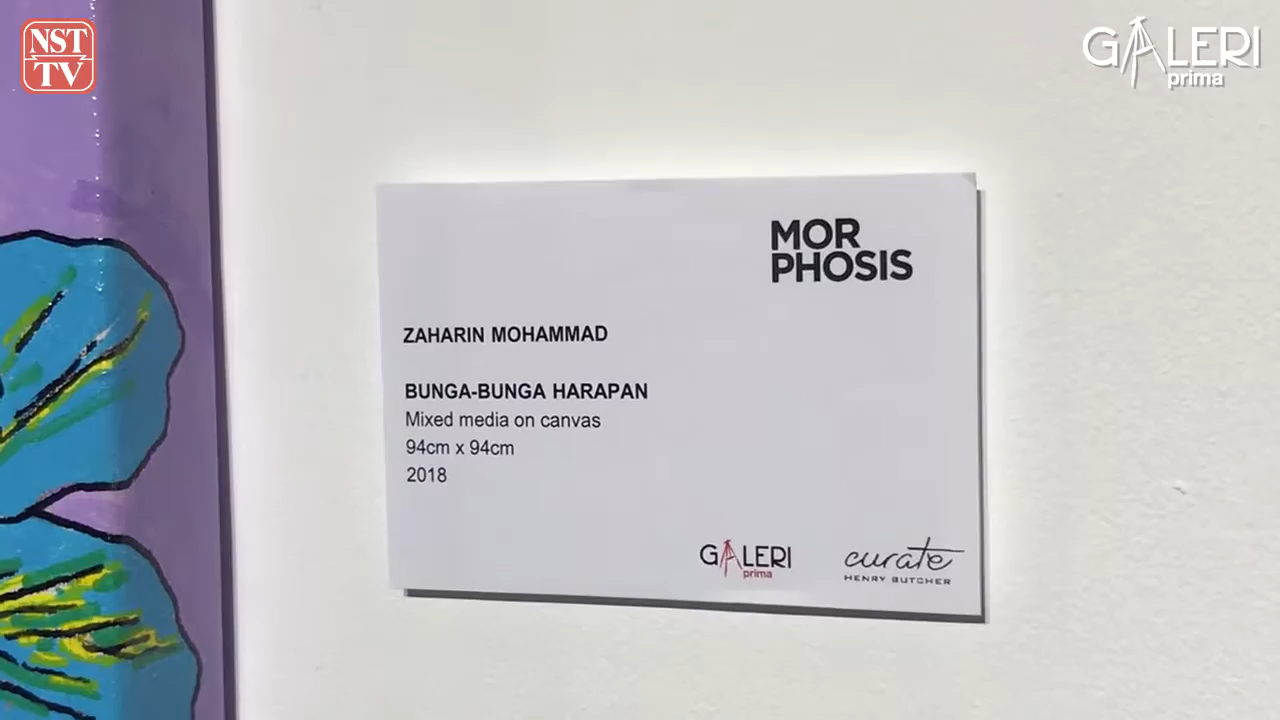 NST
TV
GALERI
prima
MOR
PHOSIS
ZAHARIN MOHAMMAD
BUNGA-BUNGA HARAPAN
Mixed media on canvas
94cm x 94cm
2018
GALERI
prima
curate
HENRY BUTCHER